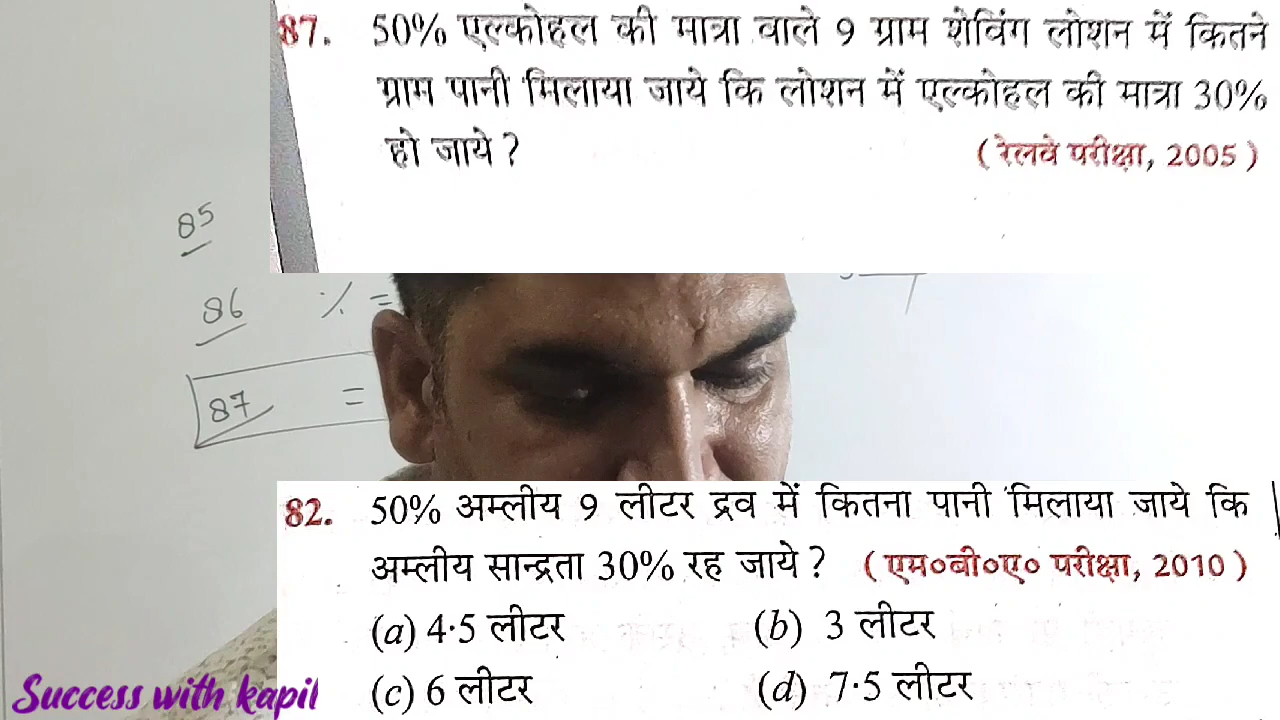 87. 50% एल्कोहल की मात्रा वाले 9 ग्राम शेविंग लोशन में कितने
ग्राम पानी मिलाया जाये कि लोशन में एल्कोहल की मात्रा 30%
हो जाये ?
(रेलवे परीक्षा, 2005)
85
86 % =
87 =
82. 50% अम्लीय 9 लीटर द्रव में कितना पानी मिलाया जाये कि
अम्लीय सान्द्रता 30% रह जाये ? (एम०बी०ए० परीक्षा, 2010)
(a) 4·5 लीटर (b) 3 लीटर
(c) 6 लीटर (d) 7·5 लीटर
Success with kapil